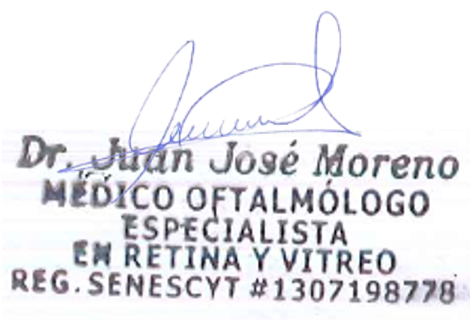 Dr. Juan José Moreno
MÉDICO OFTALMÓLOGO
ESPECIALISTA
EN RETINA Y VITREO
REG. SENESCYT #1307198778